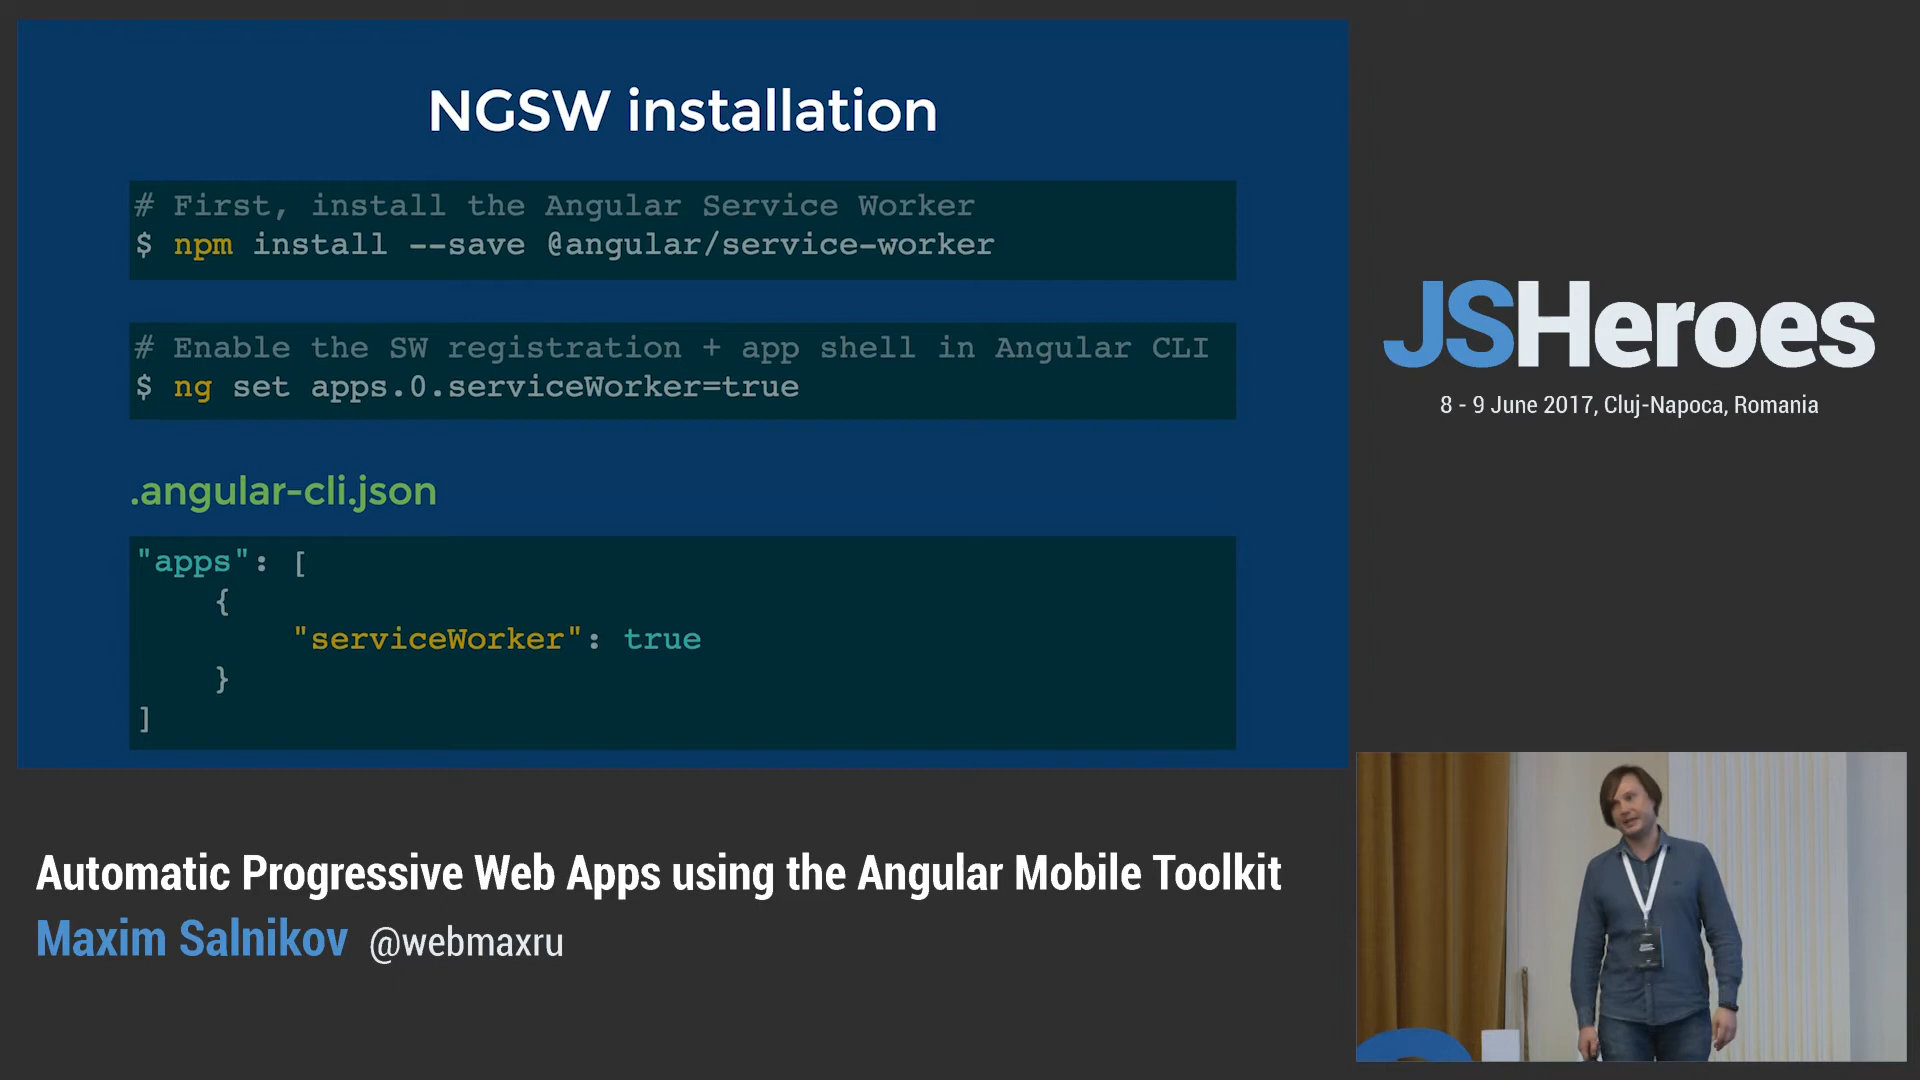 NGSW installation
# First, install the Angular Service Worker
$ npm install --save @angular/service-worker
# Enable the SW registration + app shell in Angular CLI
$ ng set apps.0.serviceWorker=true
.angular-cli.json
"apps": [
{
"serviceWorker": true
}
]
JSHeroes
8 - 9 June 2017, Cluj-Napoca, Romania
Automatic Progressive Web Apps using the Angular Mobile Toolkit
Maxim Salnikov @webmaxru